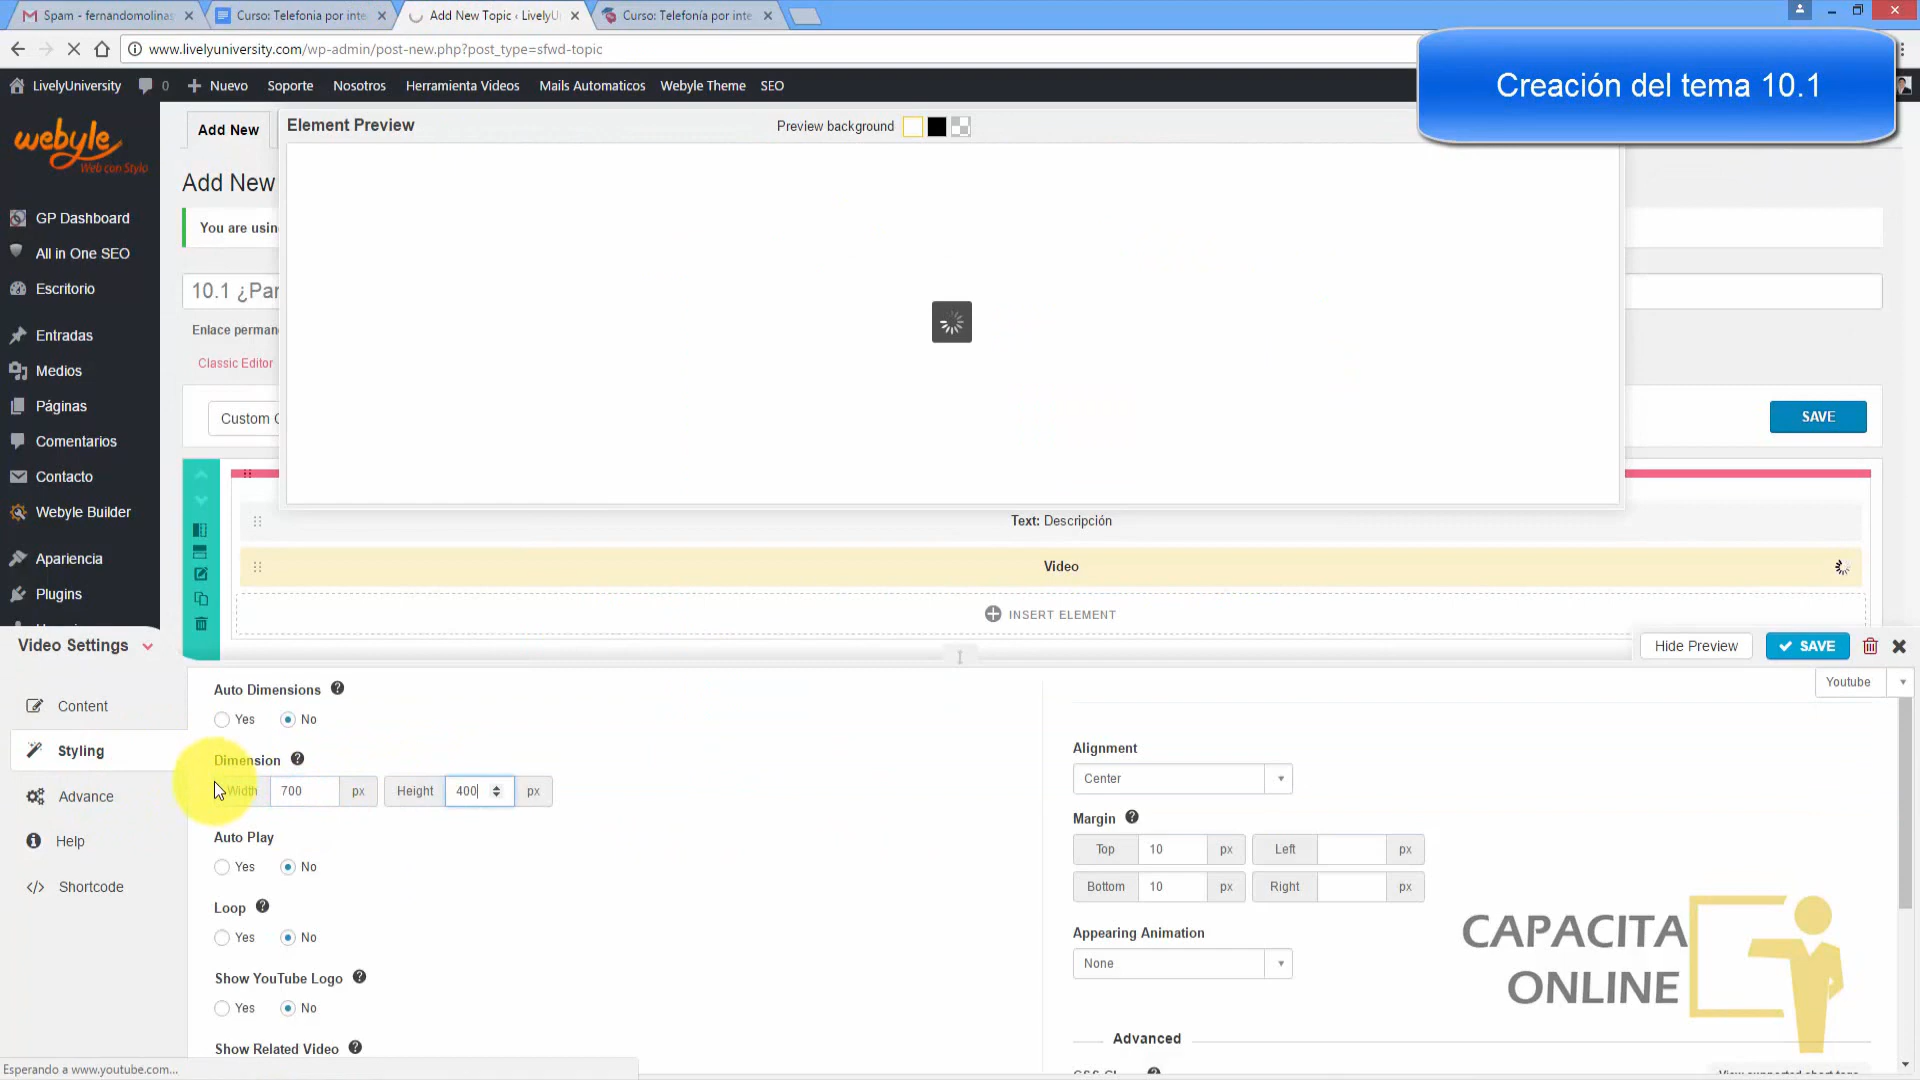 Spam - fernandomolinas
Curso: Telefonia por inte
Add New Topic ‹ LivelyU
Curso: Telefonía por inte
www.livelyuniversity.com/wp-admin/post-new.php?post_type=sfwd-topic
Creación del tema 10.1
LivelyUniversity
0
Nuevo
Soporte
Nosotros
Herramienta Videos
Mails Automaticos
Webyle Theme
SEO
webyle
Web con Stylo
Add New
Element Preview
Preview background
Add New
GP Dashboard
You are usin
All in One SEO
Escritorio
10.1 ¿Par
Enlace perman
Entradas
Classic Editor
Medios
Páginas
Custom C
SAVE
Comentarios
Contacto
Webyle Builder
Text: Descripción
Apariencia
Video
Plugins
INSERT ELEMENT
Video Settings
Hide Preview
SAVE
Youtube
Content
Styling
Advance
Help
Shortcode
Auto Dimensions
Yes
No
Dimension
Width
700
px
Height
400
px
Auto Play
Yes
No
Loop
Yes
No
Show YouTube Logo
Yes
No
Show Related Video
Alignment
Center
Margin
Top
10
px
Left
px
Bottom
10
px
Right
px
Appearing Animation
None
CAPACITA
ONLINE
Advanced
Esperando a www.youtube.com...